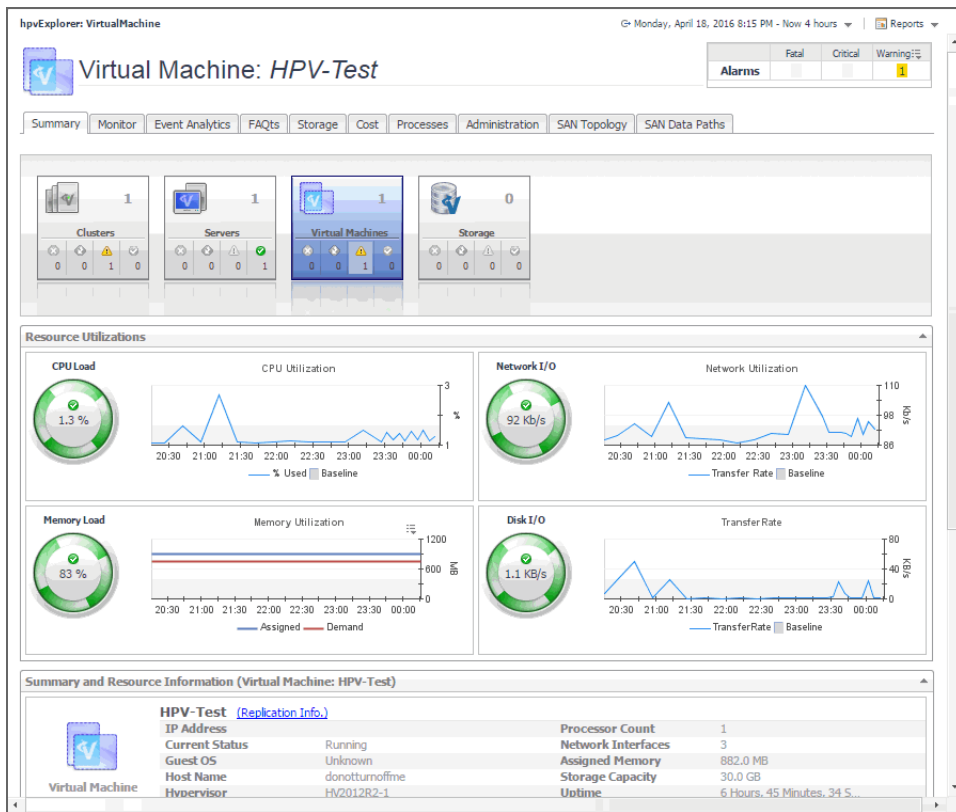 hpvExplorer: VirtualMachine
Monday, April 18, 2016 8:15 PM - Now 4 hours | Reports
Virtual Machine: HPV-Test
Fatal Critical Warning
Alarms 1
Summary Monitor Event Analytics FAQts Storage Cost Processes Administration SAN Topology SAN Data Paths
1 1 1 0
Clusters Servers Virtual Machines Storage
0 0 1 0 0 0 0 1 0 0 1 0 0 0 0 0
Resource Utilizations
CPU Load
CPU Utilization
1.3 %
3
%
1
20:30 21:00 21:30 22:00 22:30 23:00 23:30 00:00
% Used Baseline
Network I/O
Network Utilization
92 Kb/s
110
98
86
Kb/s
20:30 21:00 21:30 22:00 22:30 23:00 23:30 00:00
Transfer Rate Baseline
Memory Load
Memory Utilization
83 %
1200
600
0
MB
20:30 21:00 21:30 22:00 22:30 23:00 23:30 00:00
Assigned Demand
Disk I/O
TransferRate
1.1 KB/s
80
40
0
KB/s
20:30 21:00 21:30 22:00 22:30 23:00 23:30 00:00
TransferRate Baseline
Summary and Resource Information (Virtual Machine: HPV-Test)
Virtual Machine
HPV-Test (Replication Info.)
IP Address Processor Count 1
Current Status Running Network Interfaces 3
Guest OS Unknown Assigned Memory 882.0 MB
Host Name donotturnoffme Storage Capacity 30.0 GB
Hypervisor HV2012R2-1 Uptime 6 Hours, 45 Minutes, 34 S...